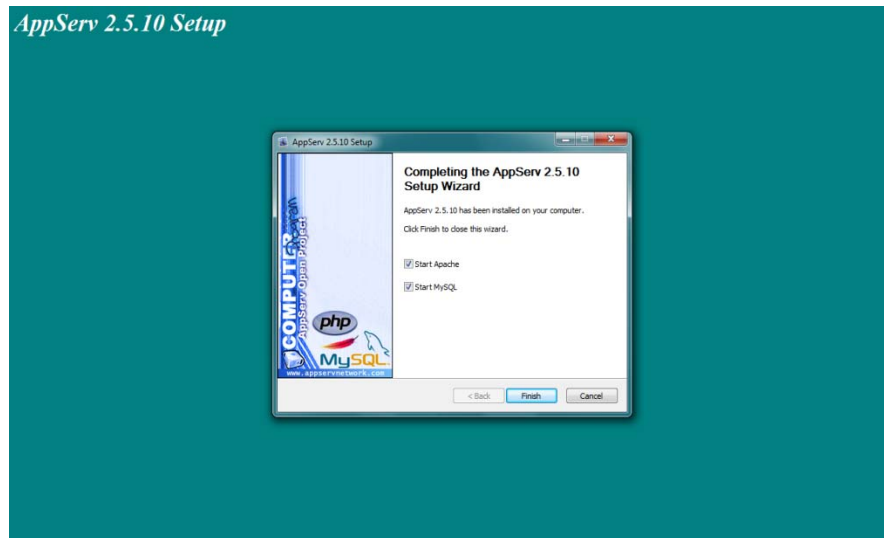 AppServ 2.5.10 Setup
AppServ 2.5.10 Setup
Completing the AppServ 2.5.10
Setup Wizard
AppServ 2.5.10 has been installed on your computer.
Click Finish to close this wizard.
Start Apache
Start MySQL
COMPUTER Program
AppServ Open Project
php
MySQL
www.appservnetwork.com
< Back
Finish
Cancel